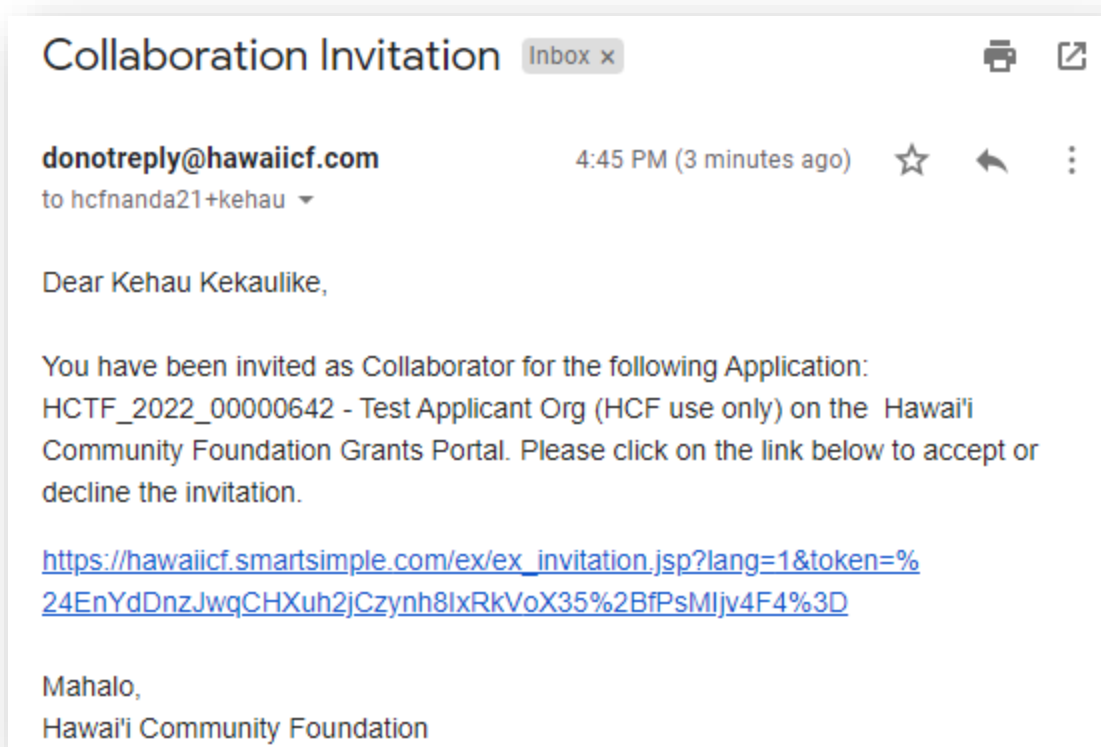 Collaboration Invitation Inbox ×
donotreply@hawaiicf.com 4:45 PM (3 minutes ago)
to hcfnanda21+kehau
Dear Kehau Kekaulike,
You have been invited as Collaborator for the following Application:
HCTF_2022_00000642 - Test Applicant Org (HCF use only) on the  Hawai'i
Community Foundation Grants Portal. Please click on the link below to accept or
decline the invitation.
https://hawaiicf.smartsimple.com/ex/ex_invitation.jsp?lang=1&token=%
24EnYdDnzJwqCHXuh2jCzynh8IxRkVoX35%2BfPsMIjv4F4%3D
Mahalo,
Hawai'i Community Foundation